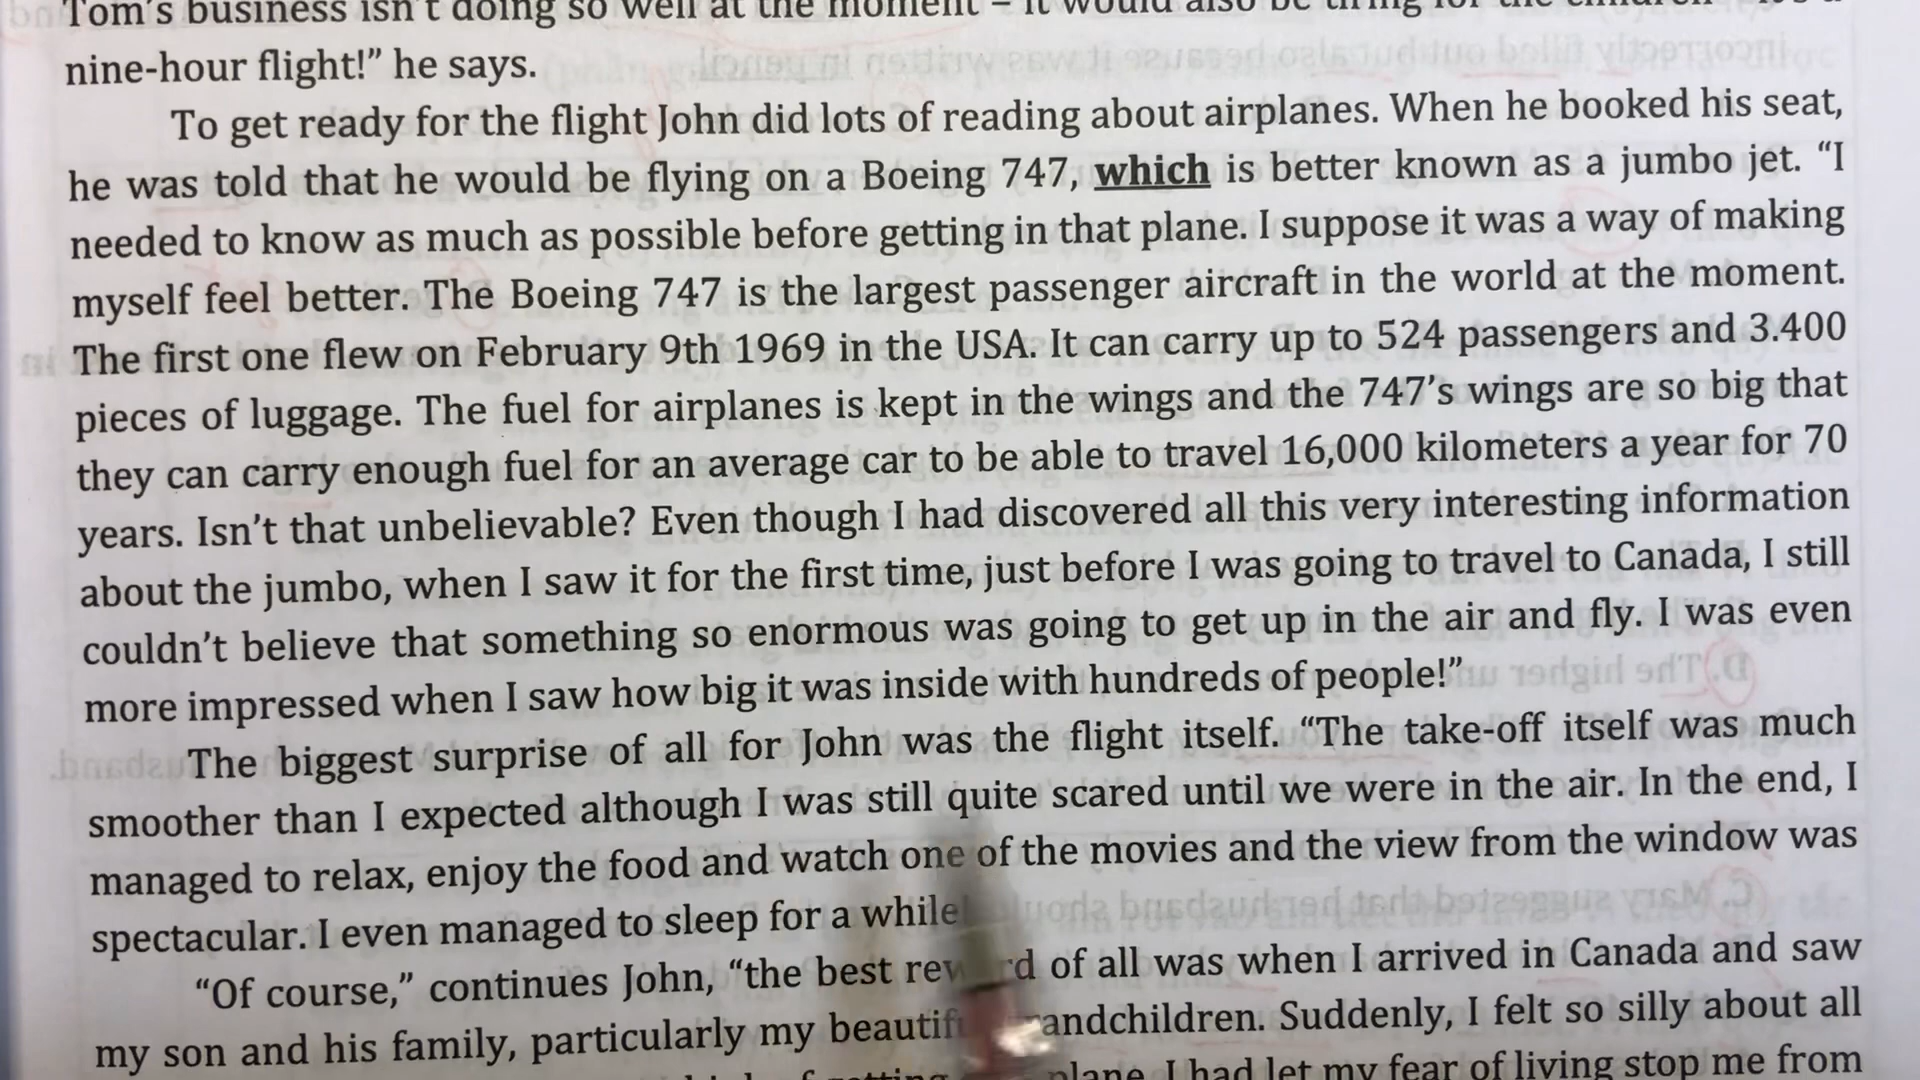 Tom's business isn't doing so well at the moment – it would also be tiring for the children – it's a
nine-hour flight!” he says.
To get ready for the flight John did lots of reading about airplanes. When he booked his seat,
he was told that he would be flying on a Boeing 747, which is better known as a jumbo jet. “I
needed to know as much as possible before getting in that plane. I suppose it was a way of making
myself feel better. The Boeing 747 is the largest passenger aircraft in the world at the moment.
The first one flew on February 9th 1969 in the USA. It can carry up to 524 passengers and 3.400
pieces of luggage. The fuel for airplanes is kept in the wings and the 747's wings are so big that
they can carry enough fuel for an average car to be able to travel 16,000 kilometers a year for 70
years. Isn't that unbelievable? Even though I had discovered all this very interesting information
about the jumbo, when I saw it for the first time, just before I was going to travel to Canada, I still
couldn't believe that something so enormous was going to get up in the air and fly. I was even
more impressed when I saw how big it was inside with hundreds of people!”
The biggest surprise of all for John was the flight itself. “The take-off itself was much
smoother than I expected although I was still quite scared until we were in the air. In the end, I
managed to relax, enjoy the food and watch one of the movies and the view from the window was
spectacular. I even managed to sleep for a while
“Of course,” continues John, “the best reward of all was when I arrived in Canada and saw
my son and his family, particularly my beautiful grandchildren. Suddenly, I felt so silly about all
plane. I had let my fear of living stop me from